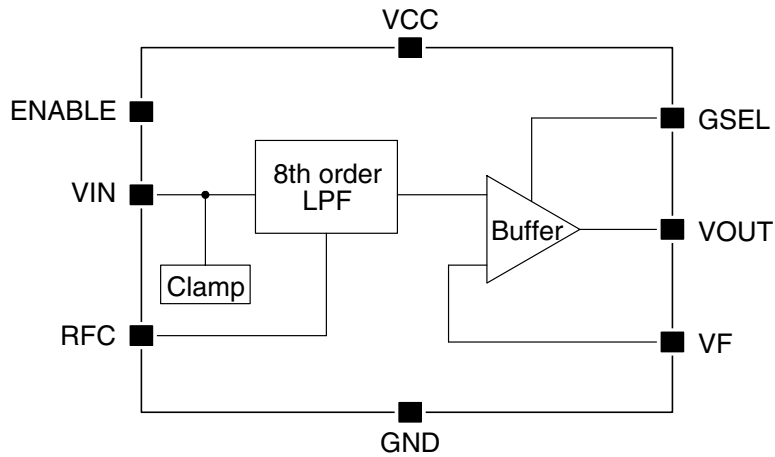 VCC
ENABLE
GSEL
VIN
8th order
LPF
Buffer
VOUT
Clamp
RFC
VF
GND